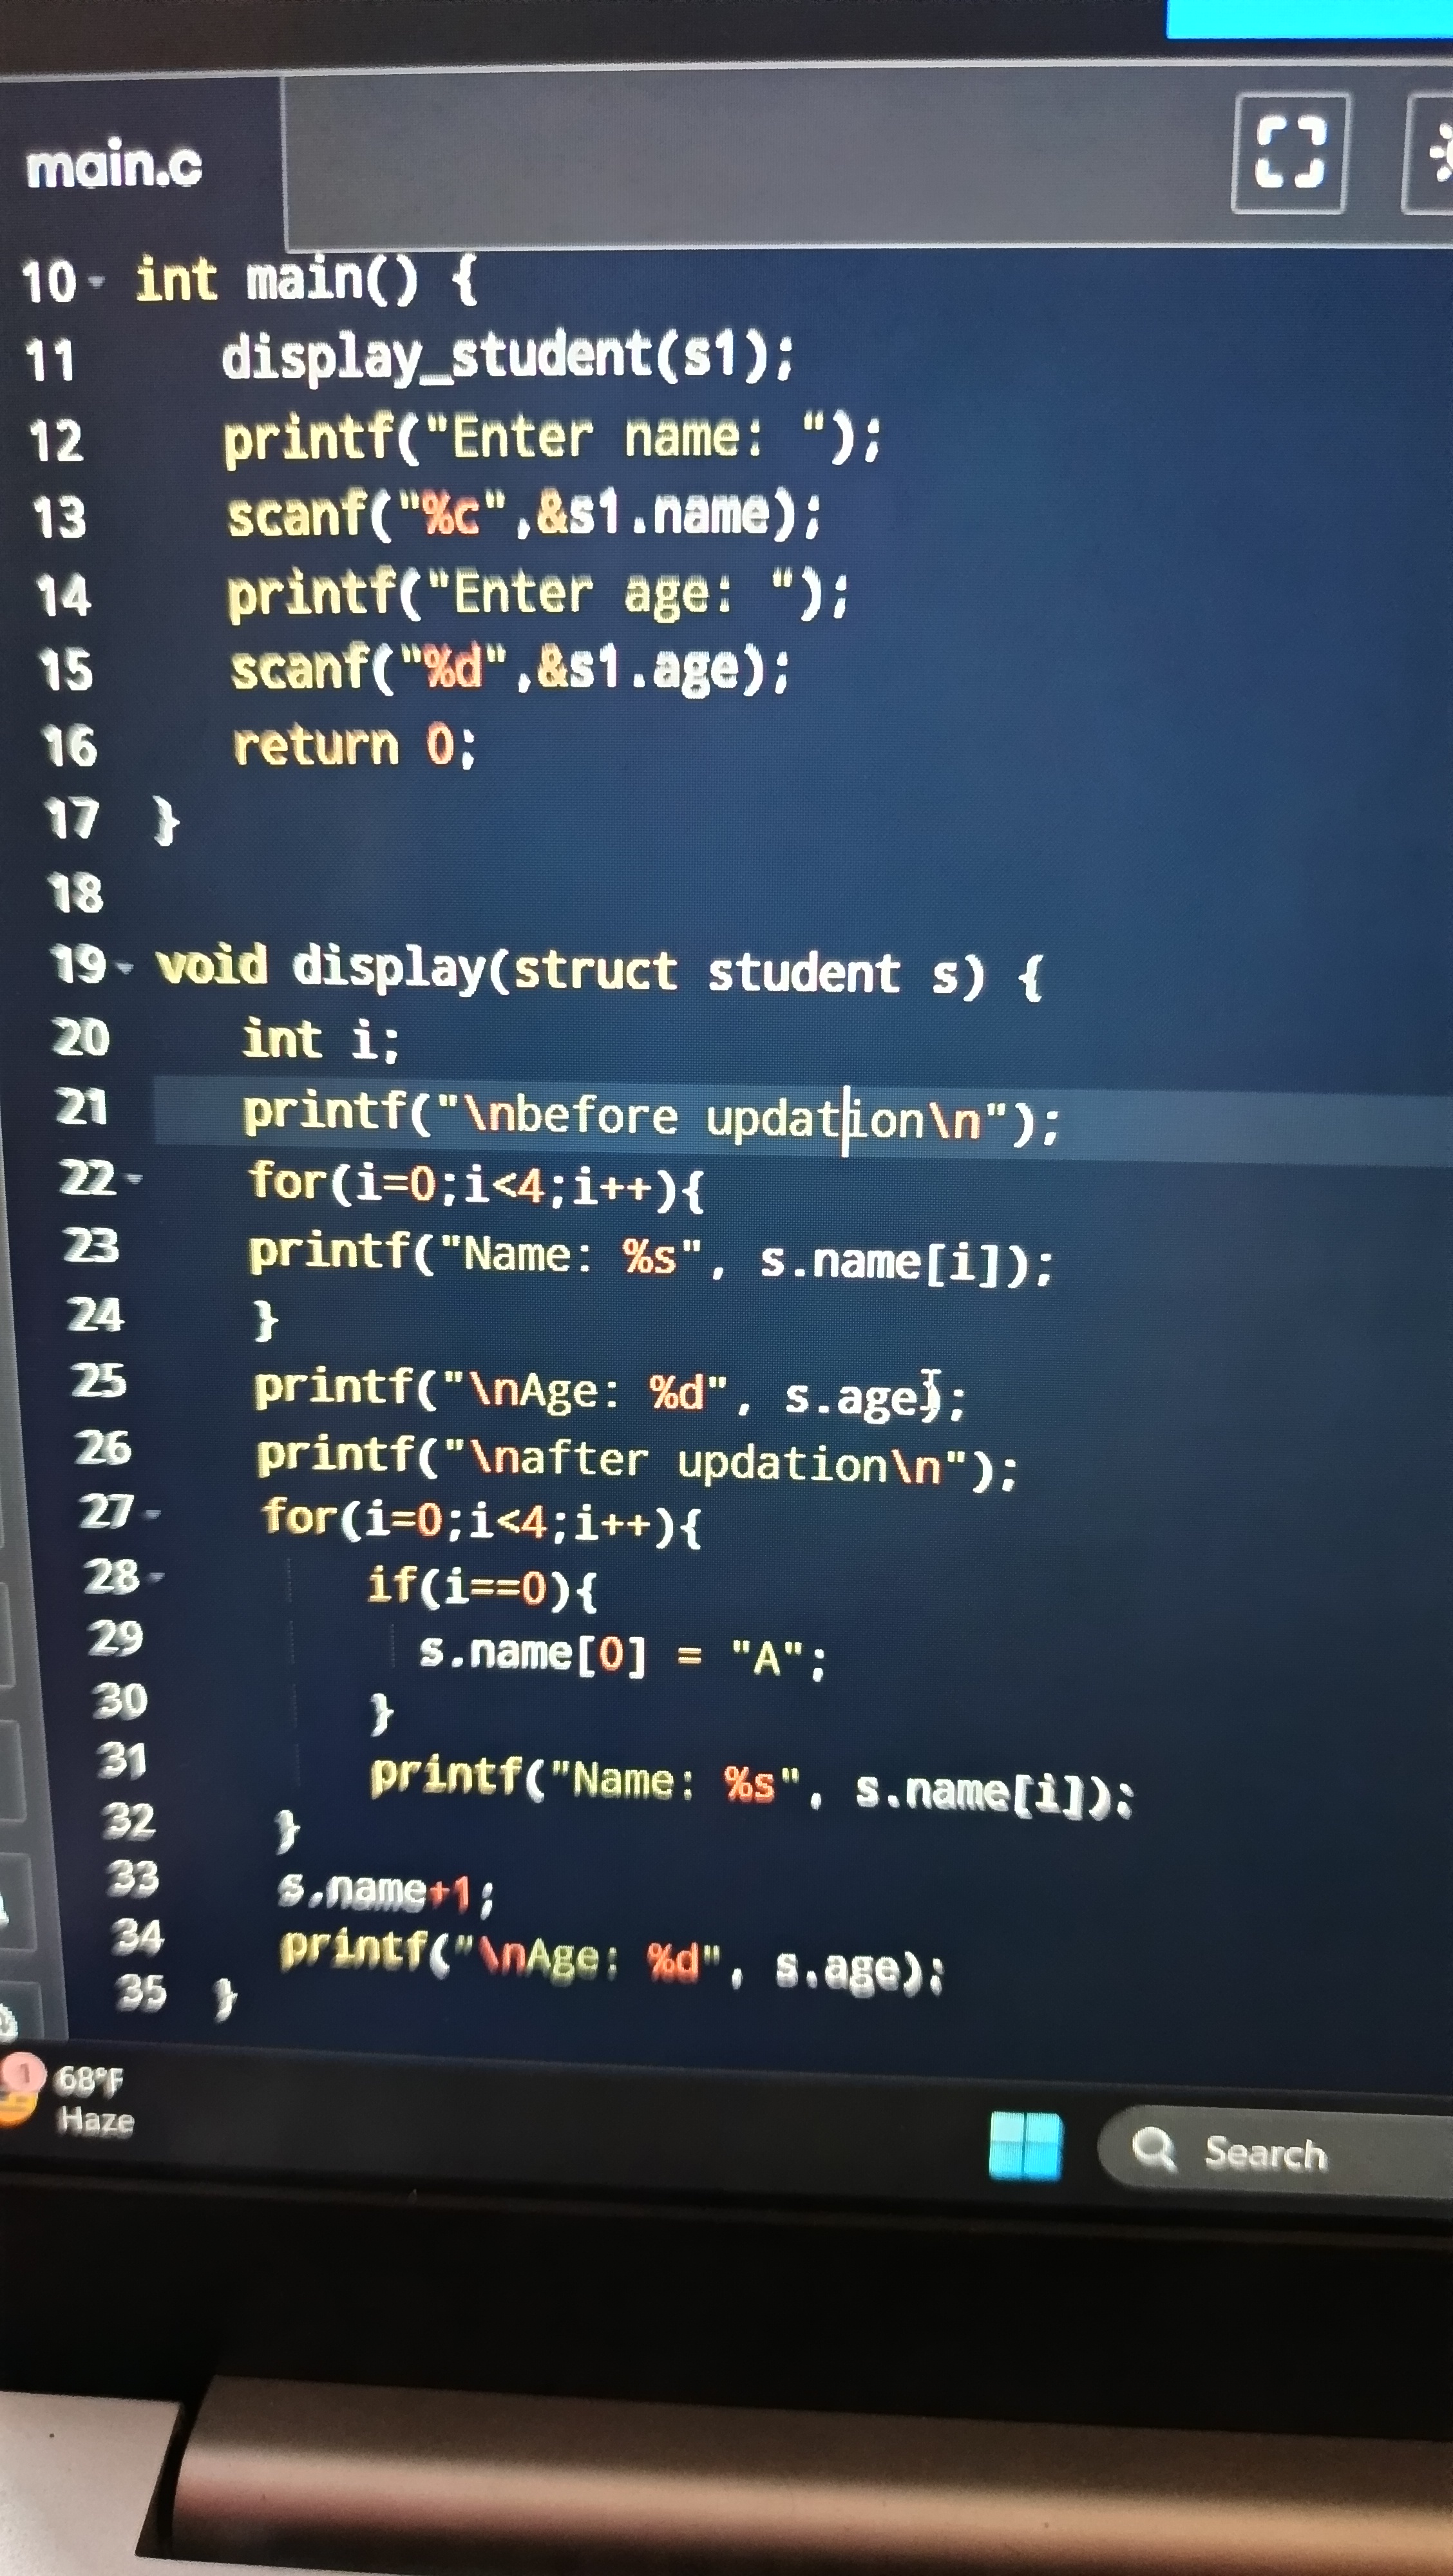 main.c
10 int main() {
11 display_student(s1);
12 printf("Enter name: ");
13 scanf("%c",&s1.name);
14 printf("Enter age: ");
15 scanf("%d",&s1.age);
16 return 0;
17 }
18
19 void display(struct student s) {
20 int i;
21 printf("\nbefore updation\n");
22 for(i=0;i<4;i++){
23 printf("Name: %s", s.name[i]);
24 }
25 printf("\nAge: %d", s.age);
26 printf("\nafter updation\n");
27 for(i=0;i<4;i++){
28 if(i==0){
29 s.name[0] = "A";
30 }
31 printf("Name: %s", s.name[i]);
32 }
33 s.name+1;
34 printf("\nAge: %d", s.age);
35 }
1
68°F
Haze
Search